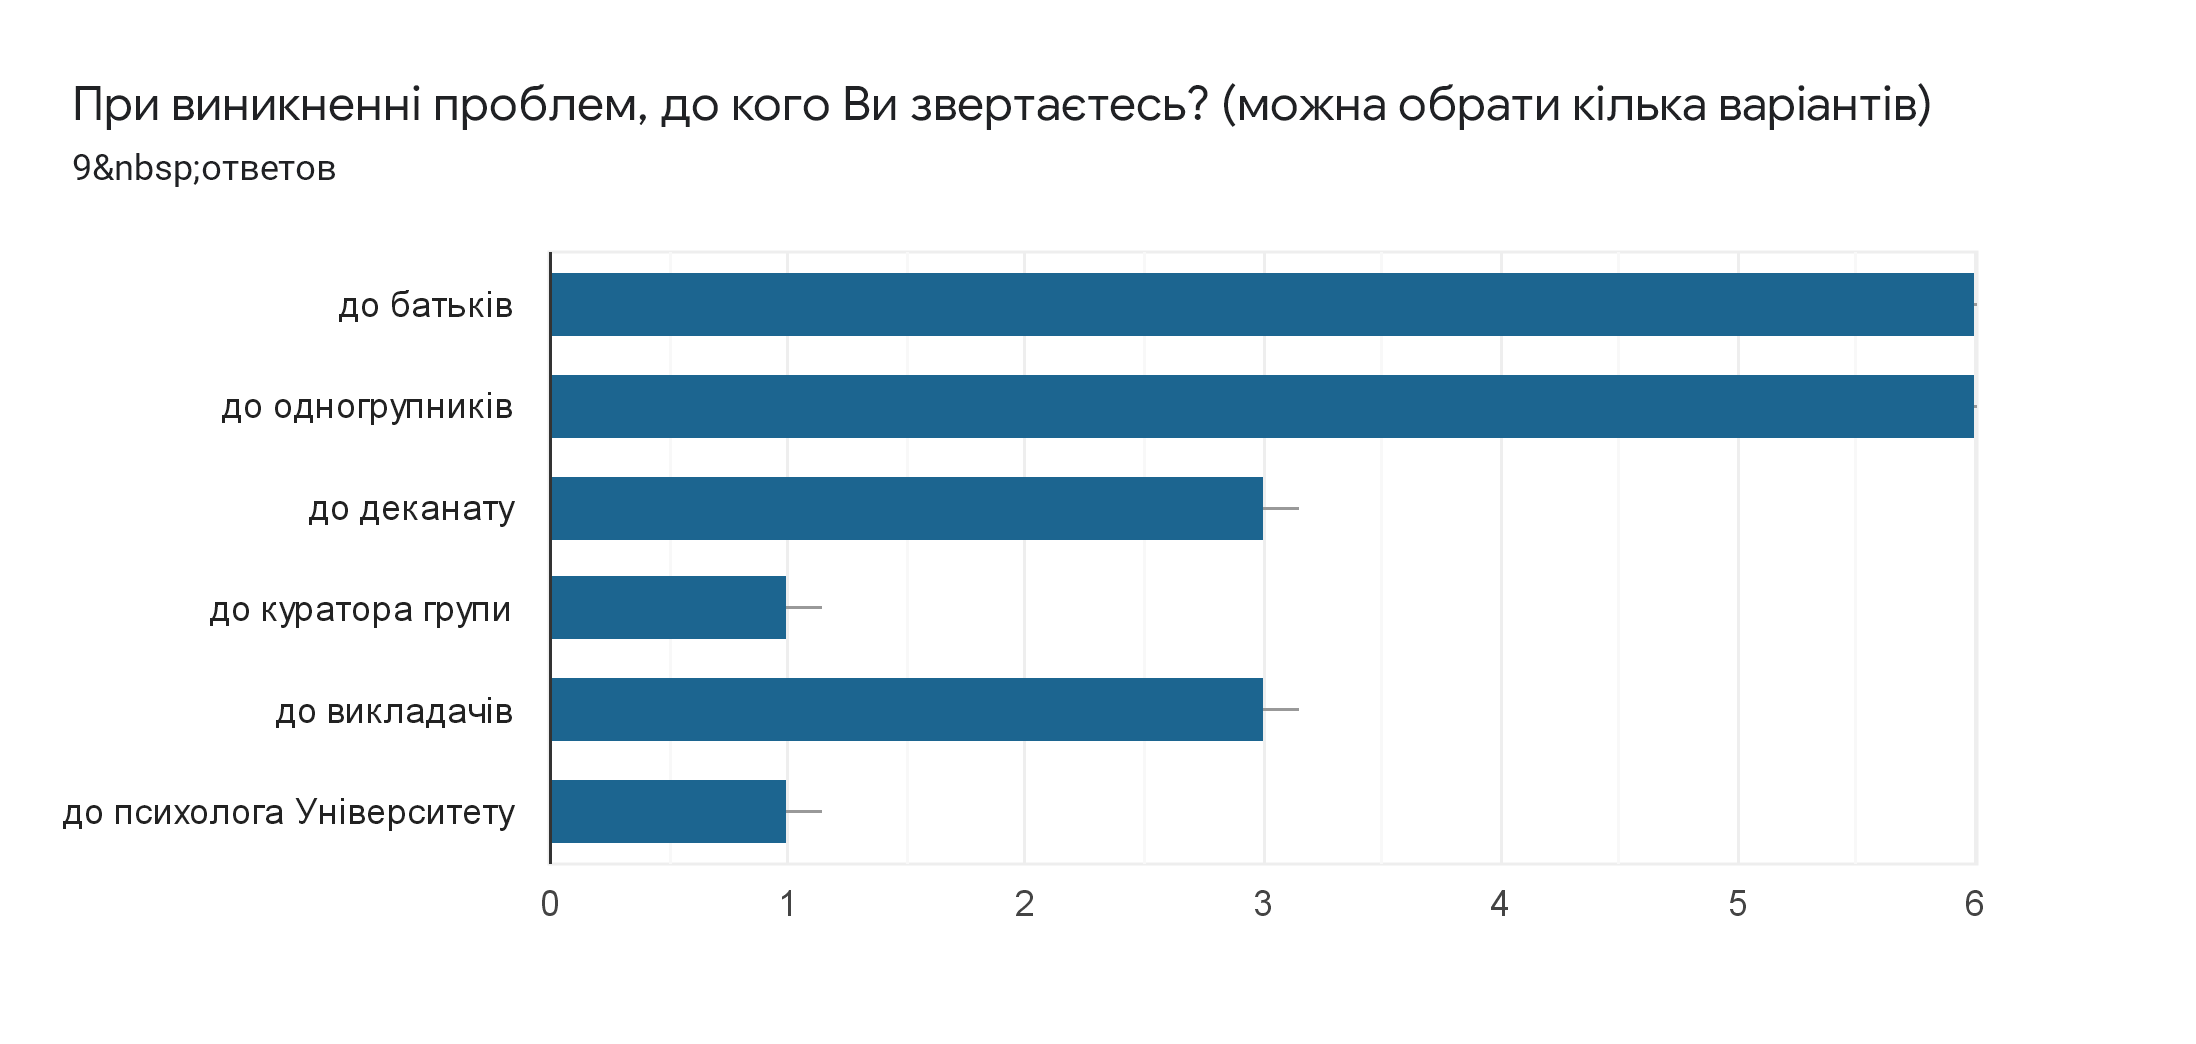 При виникненні проблем, до кого Ви звертаєтесь? (можна обрати кілька варіантів)
9&nbsp;ответов
до батьків
до одногрупників
до деканату
до куратора групи
до викладачів
до психолога Університету
0 1 2 3 4 5 6